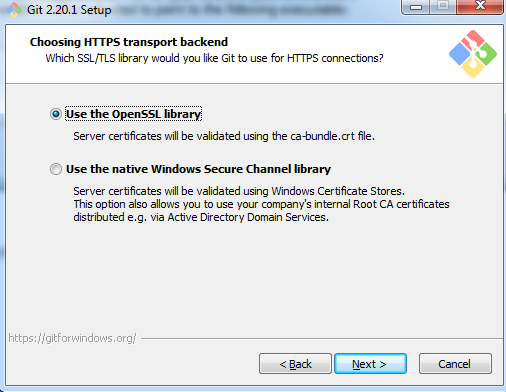 to point to the following executable:
Git 2.20.1 Setup
Choosing HTTPS transport backend
Which SSL/TLS library would you like Git to use for HTTPS connections?
Use the OpenSSL library
Server certificates will be validated using the ca-bundle.crt file.
Use the native Windows Secure Channel library
Server certificates will be validated using Windows Certificate Stores.
This option also allows you to use your company's internal Root CA certificates
distributed e.g. via Active Directory Domain Services.
https://gitforwindows.org/
< Back
Next >
Cancel